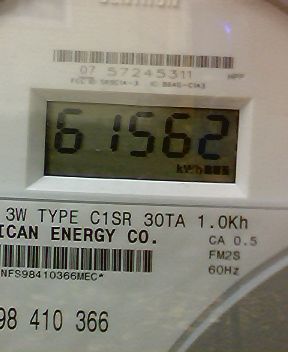 07 57245311
61562
kWh
3W TYPE C1SR 30TA 1.0Kh
ICAN ENERGY CO.
CA 0.5
FM2S
60Hz
NFS98410366MEC*
98 410 366